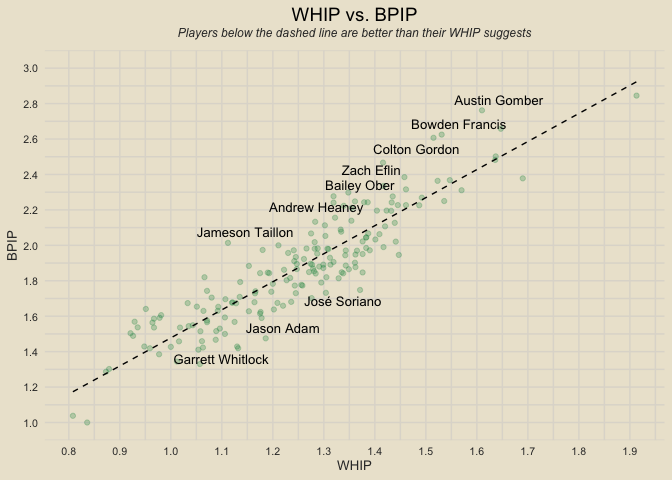 WHIP vs. BPIP
Players below the dashed line are better than their WHIP suggests
3.0
2.8
2.6
2.4
2.2
2.0
1.8
1.6
1.4
1.2
1.0
BPIP
Austin Gomber
Bowden Francis
Colton Gordon
Zach Eflin
Bailey Ober
Andrew Heaney
Jameson Taillon
José Soriano
Jason Adam
Garrett Whitlock
0.8 0.9 1.0 1.1 1.2 1.3 1.4 1.5 1.6 1.7 1.8 1.9
WHIP